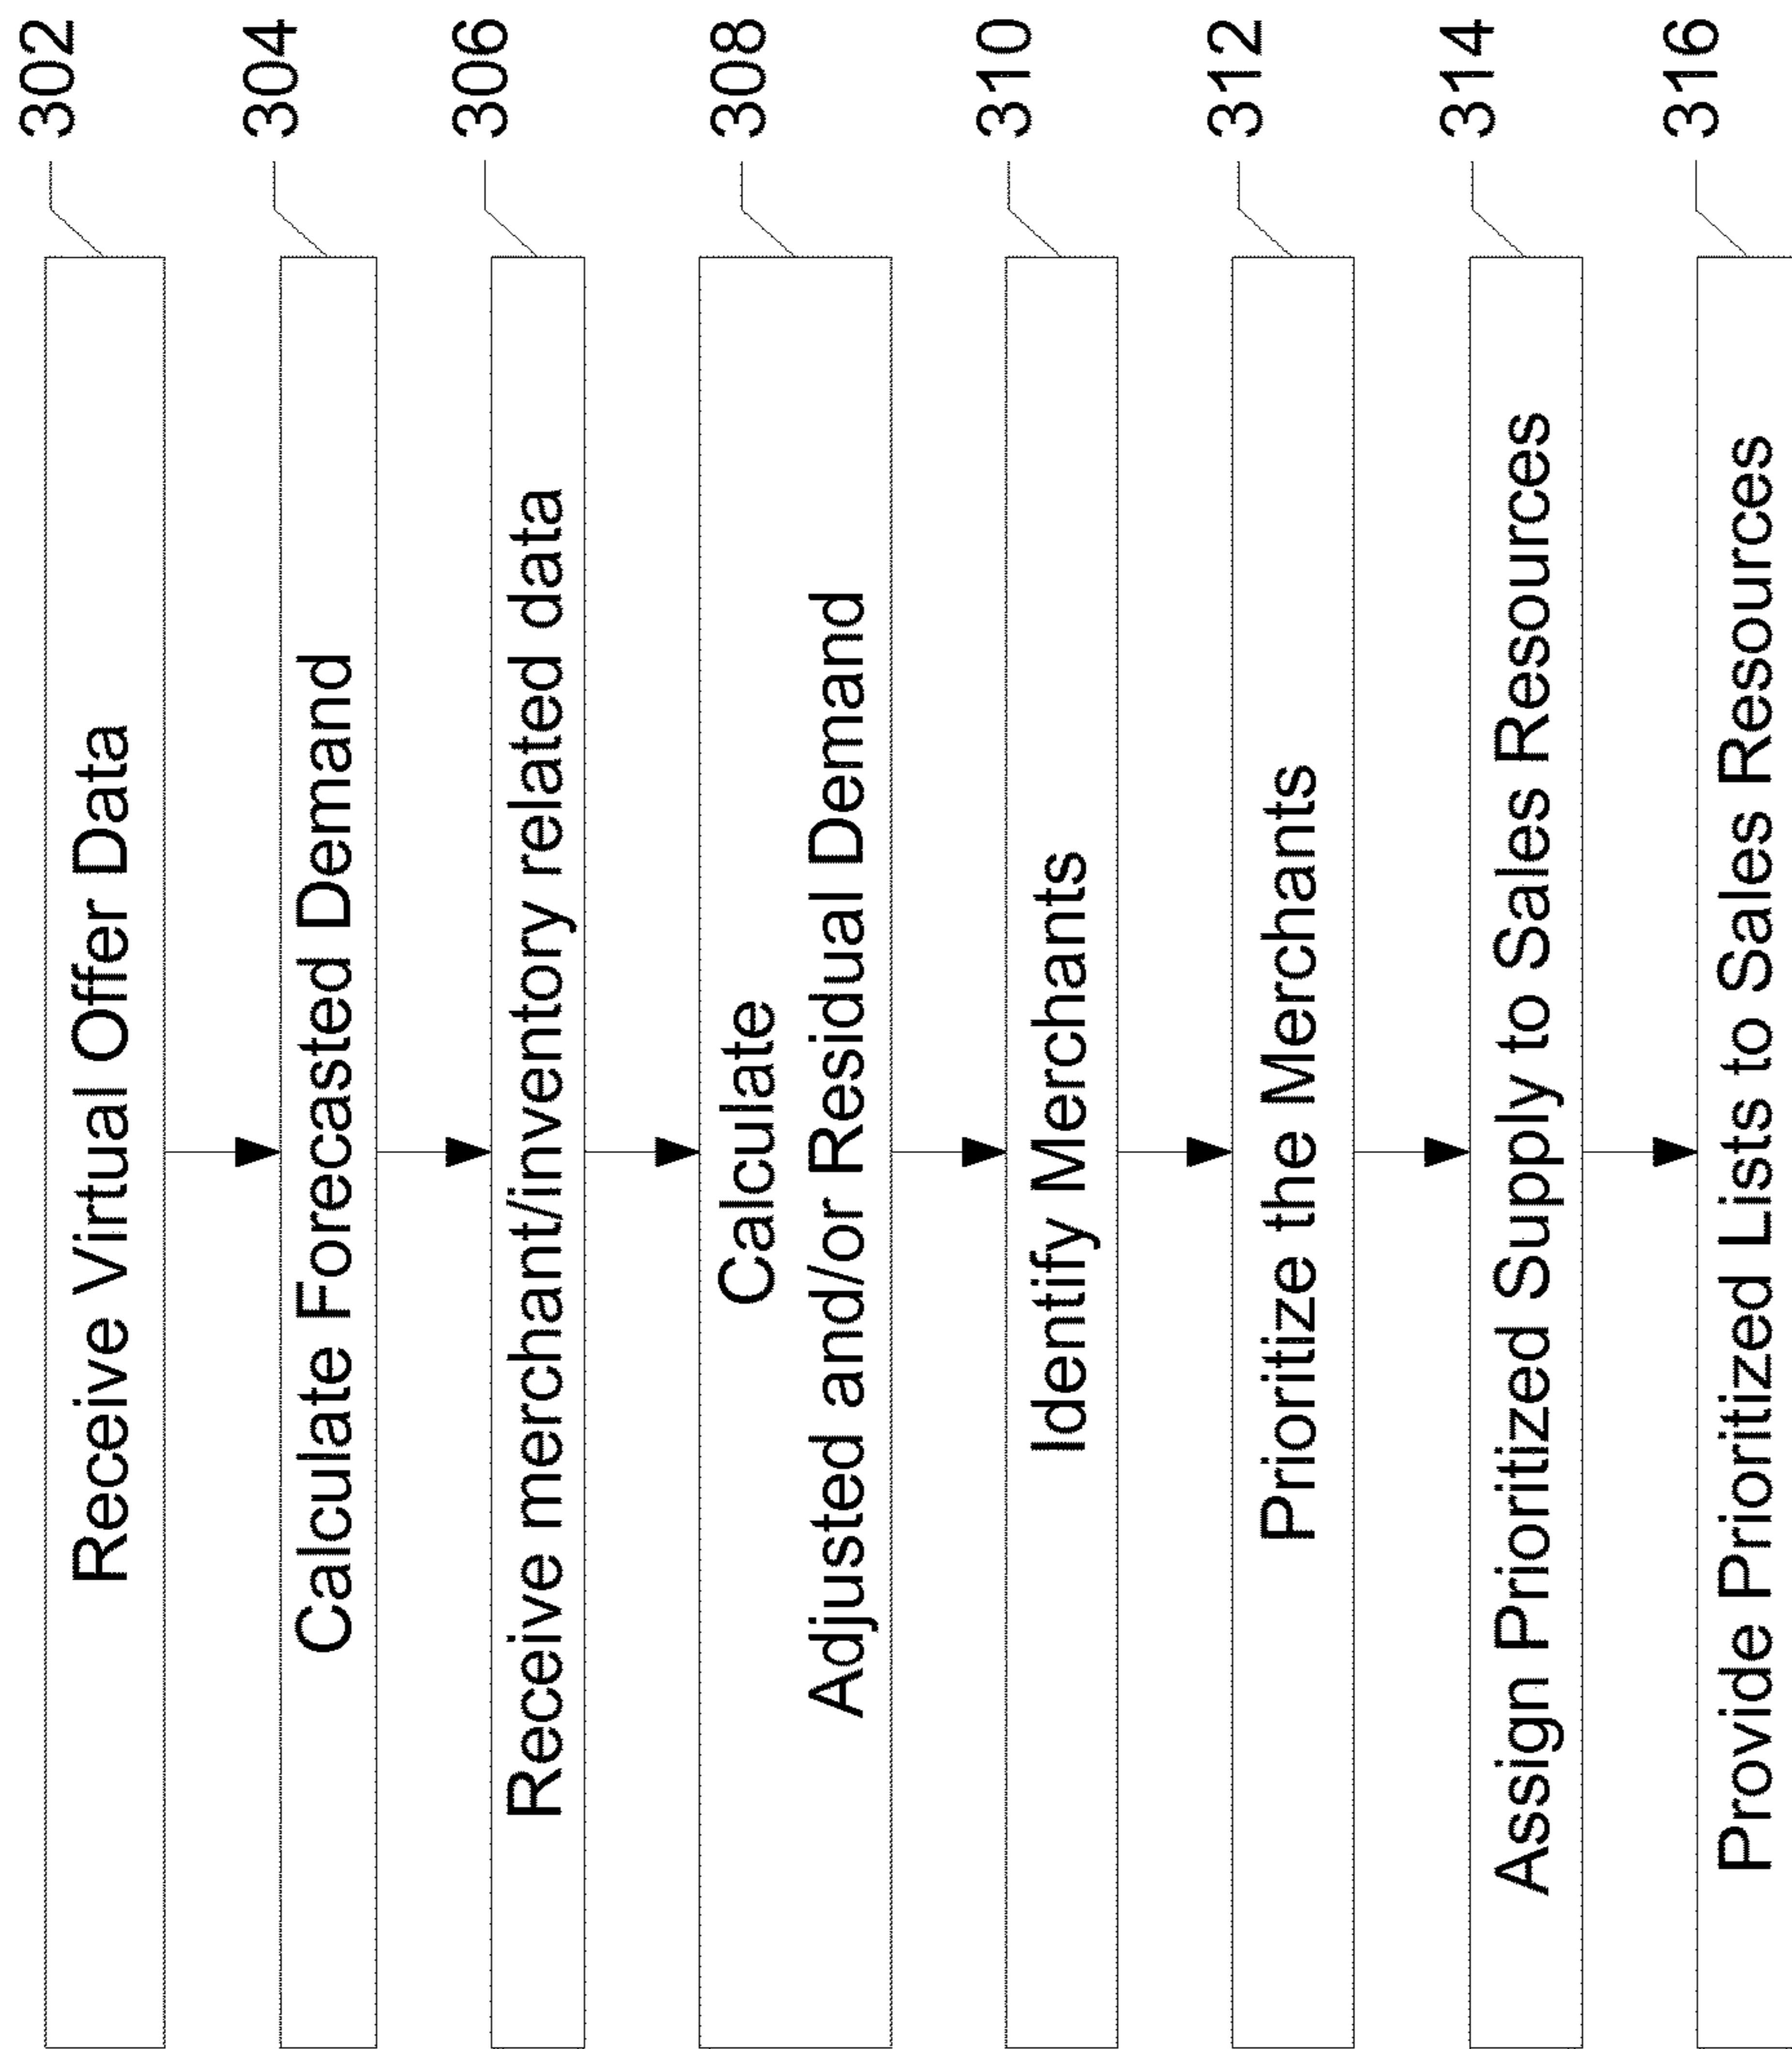 Receive Virtual Offer Data
302
Calculate Forecasted Demand
304
Receive merchant/inventory related data
306
Calculate
Adjusted and/or Residual Demand
308
Identify Merchants
310
Prioritize the Merchants
312
Assign Prioritized Supply to Sales Resources
314
Provide Prioritized Lists to Sales Resources
316